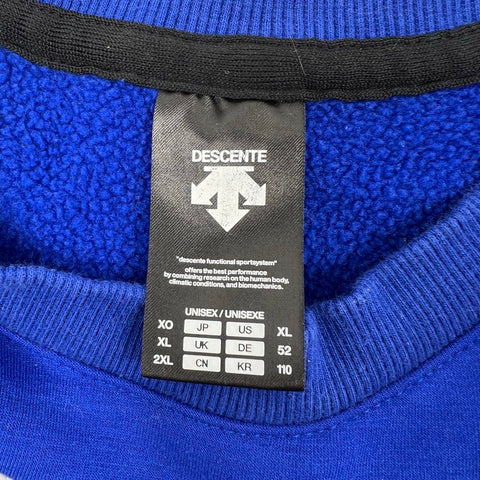 DESCENTE
"descente functional sportsystem"
offers the best performance
by combining research on the human body,
climatic conditions, and biomechanics.
UNISEX / UNISEXE
XO JP US XL
XL UK DE 52
2XL CN KR 110